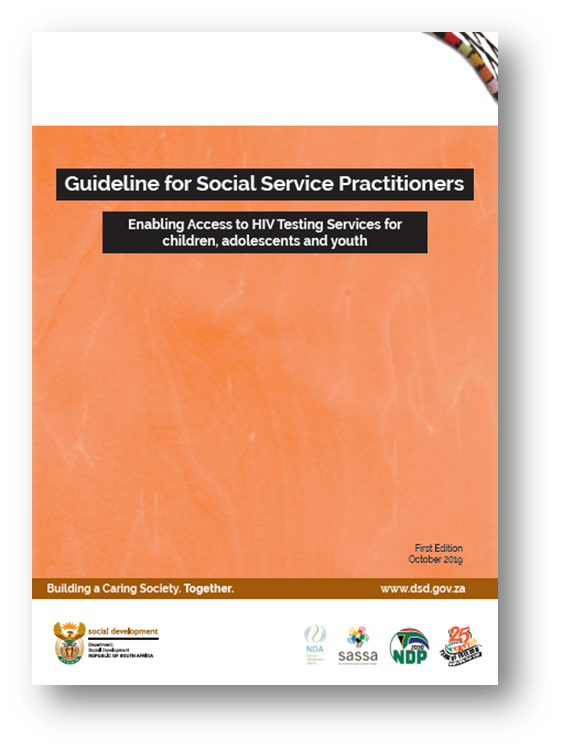 Guideline for Social Service Practitioners
Enabling Access to HIV Testing Services for
children, adolescents and youth
First Edition
October 2019
Building a Caring Society. Together.
www.dsd.gov.za
social development
Department:
Social Development
REPUBLIC OF SOUTH AFRICA
NDA
sassa
2030
NDP
25